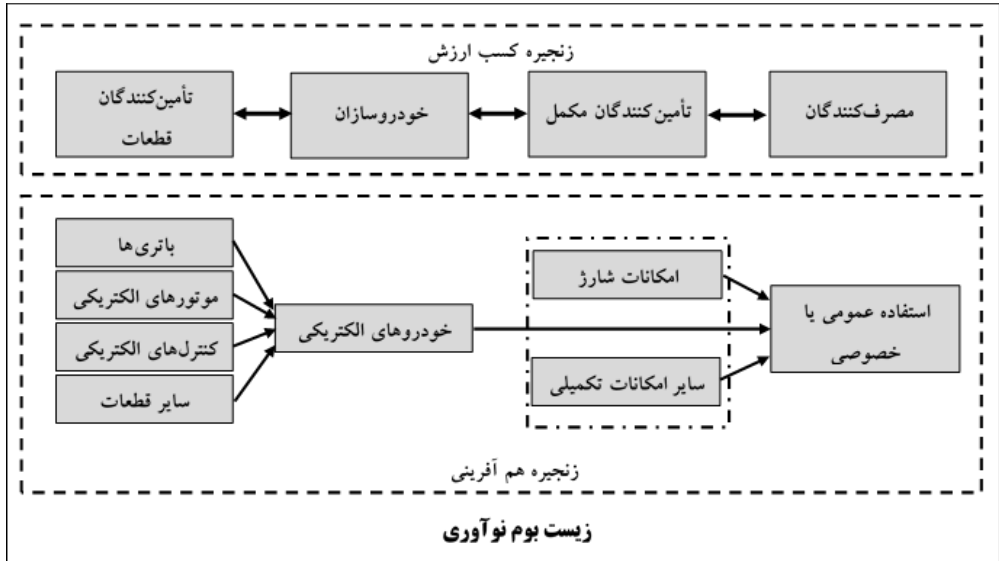 زنجیره کسب ارزش
مصرف‌کنندگان
تأمین‌کنندگان مکمل
خودروسازان
تأمین‌کنندگان
قطعات
باتری‌ها
موتورهای الکتریکی
کنترل‌های الکتریکی
سایر قطعات
خودروهای الکتریکی
امکانات شارژ
سایر امکانات تکمیلی
استفاده عمومی یا
خصوصی
زنجیره هم آفرینی
زیست بوم نوآوری